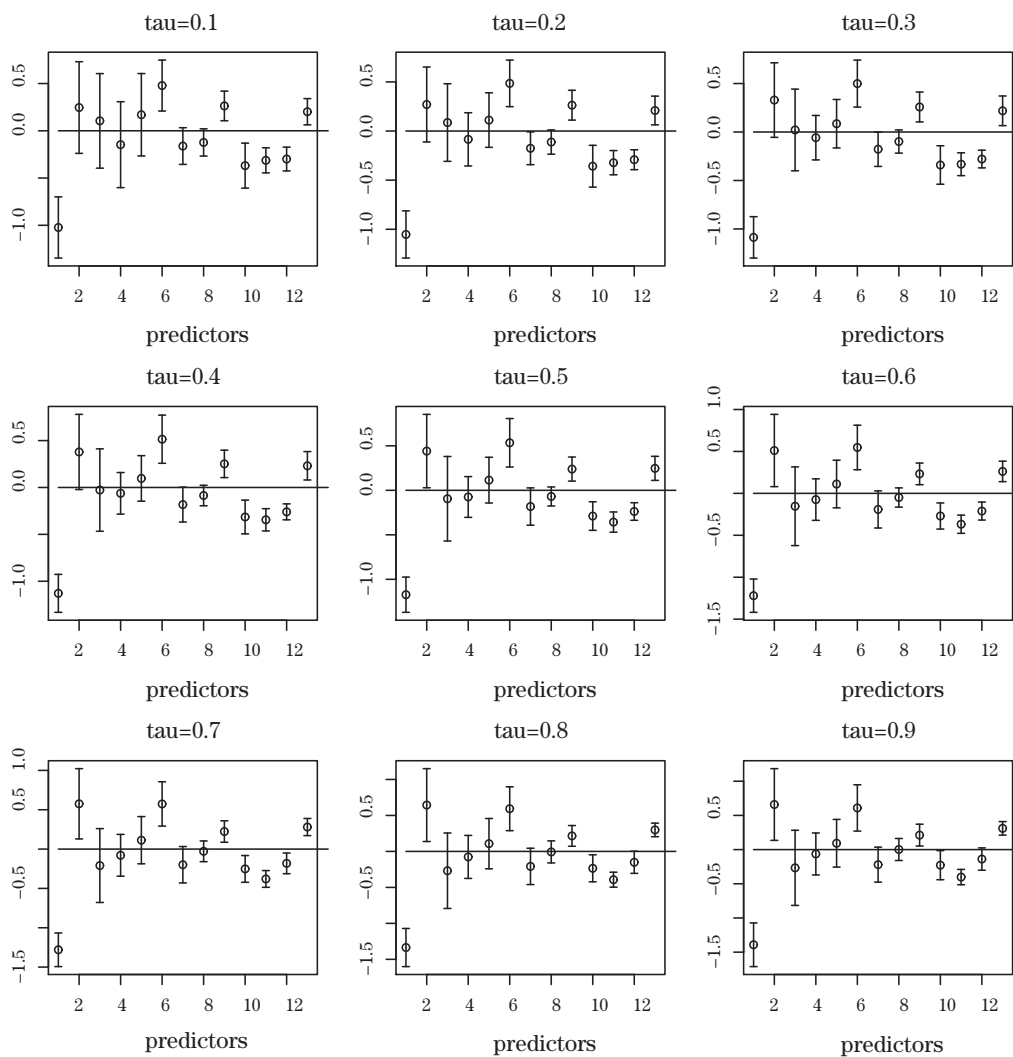 tau=0.1 tau=0.2 tau=0.3
0.5 0.5 0.5
0.0 0.0 0.0
−0.5 −0.5
−1.0 −1.0 −1.0
2 4 6 8 10 12 2 4 6 8 10 12 2 4 6 8 10 12
predictors predictors predictors
tau=0.4 tau=0.5 tau=0.6
1.0
0.5 0.5 0.5
0.0 0.0
−0.5
−1.0 −1.0
−1.5
2 4 6 8 10 12 2 4 6 8 10 12 2 4 6 8 10 12
predictors predictors predictors
tau=0.7 tau=0.8 tau=0.9
1.0
0.5 0.5 0.5
−0.5 −0.5 −0.5
−1.5 −1.5 −1.5
2 4 6 8 10 12 2 4 6 8 10 12 2 4 6 8 10 12
predictors predictors predictors